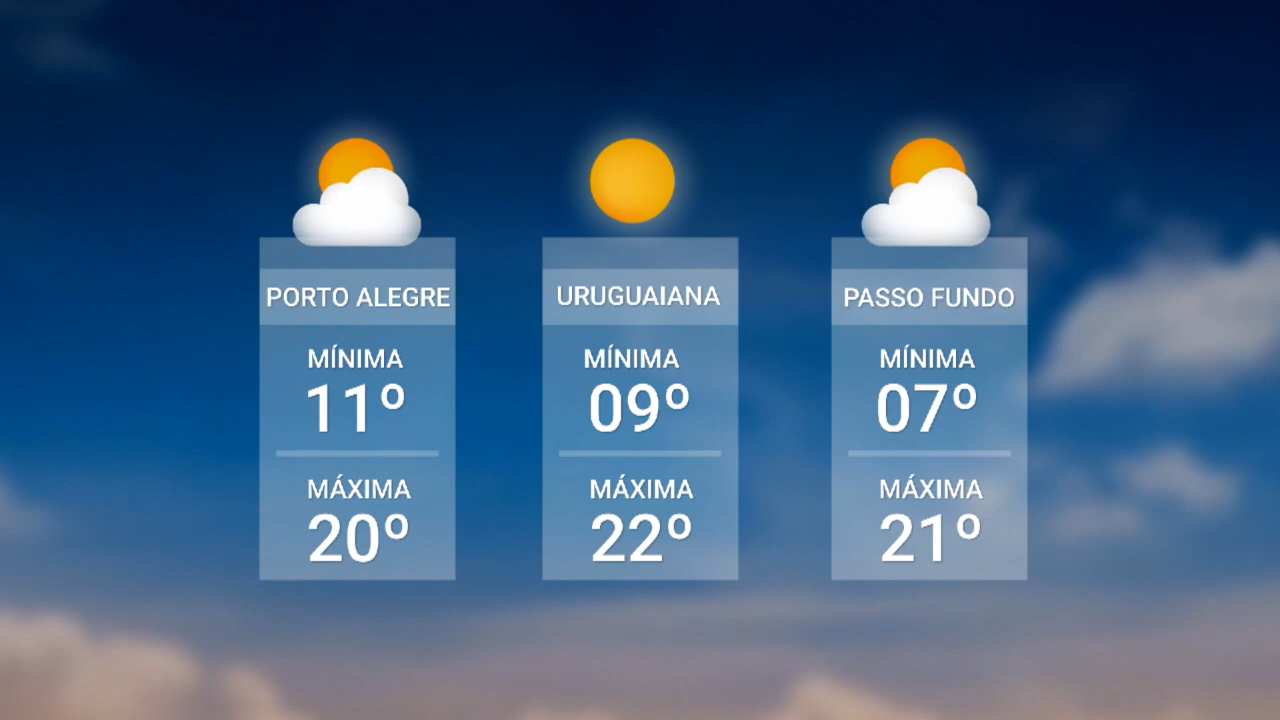 PORTO ALEGRE
MÍNIMA
11º
MÁXIMA
20º
URUGUAIANA
MÍNIMA
09º
MÁXIMA
22º
PASSO FUNDO
MÍNIMA
07º
MÁXIMA
21º